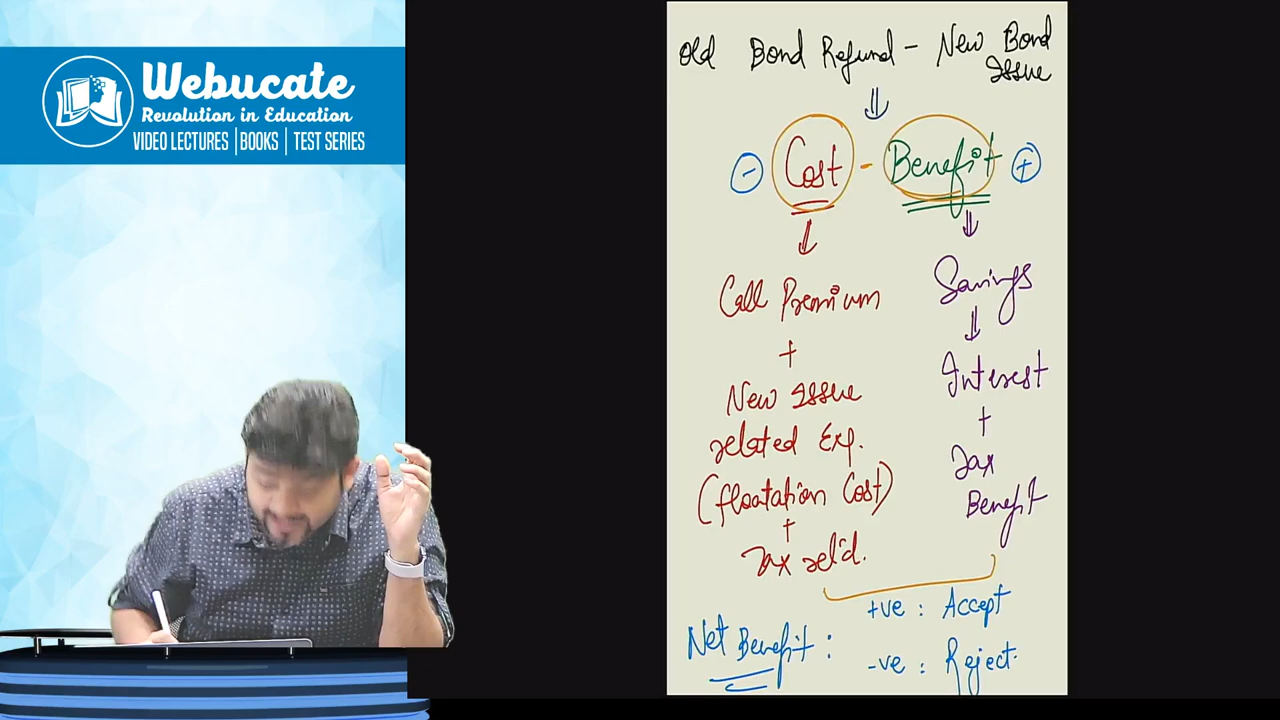 Webucate
Revolution in Education
VIDEO LECTURES | BOOKS | TEST SERIES
Old Bond Refund - New Bond Issue
⇓
- Cost - Benefit +
⇓ ⇓
Call Premium
+
New Issue
related Exp.
(floatation Cost)
+
Tax rel'd.
Savings
⇓
Interest
+
Tax
Benefit
Net Benefit :
+ve : Accept
-ve : Reject.